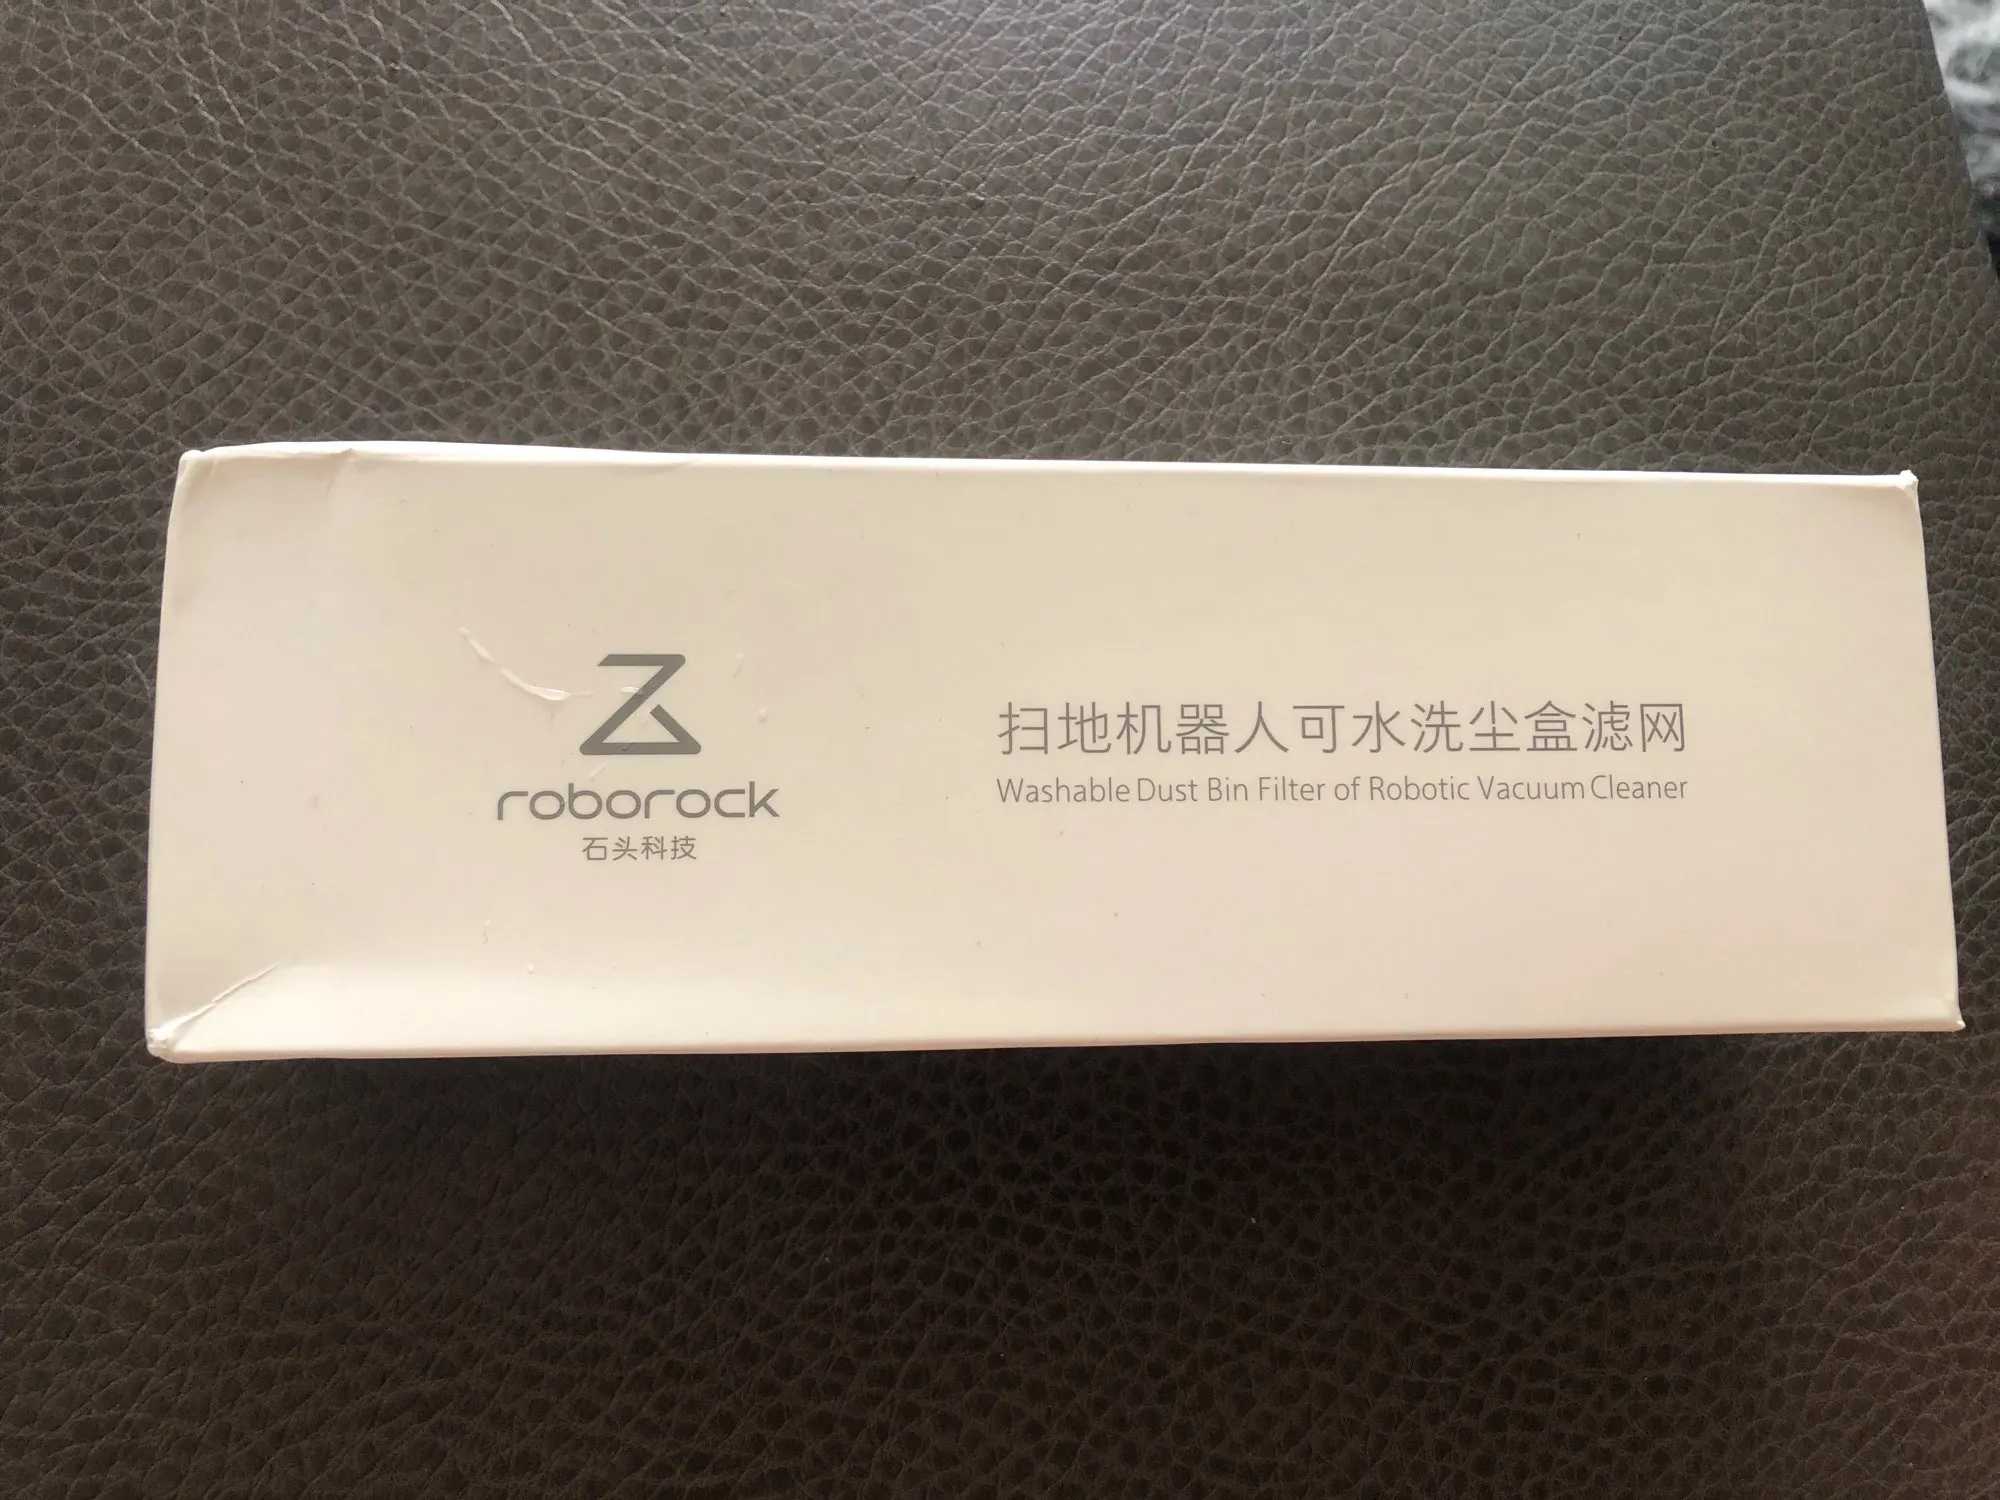 roborock
石头科技
扫地机器人可水洗尘盒滤网
Washable Dust Bin Filter of Robotic Vacuum Cleaner